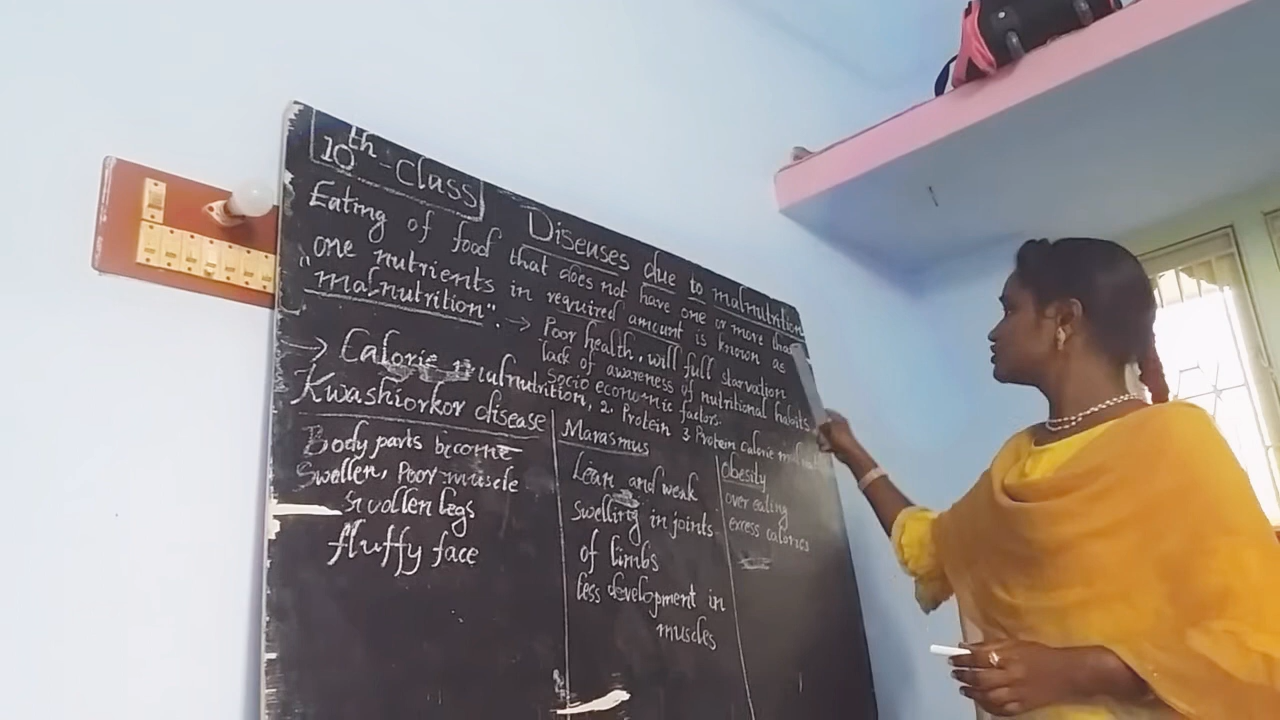 10th-class
Diseuses due to malnutrition
Eating of food that does not have one or more than
one nutrients in required amount is known as
"malnutrition". → Poor health, will full starvation
lack of awareness of nutritional habits
socio economic factors.
→ Calorie malnutrition, 2. Protein 3 Protein calorie
Kwashiorkor disease
Body parts become
Swollen, Poor muscle
swollen legs
fluffy face
Marasmus
Lean and weak
swelling in joints
of limbs
less development in
muscles
Obesity
over eating
exess calories